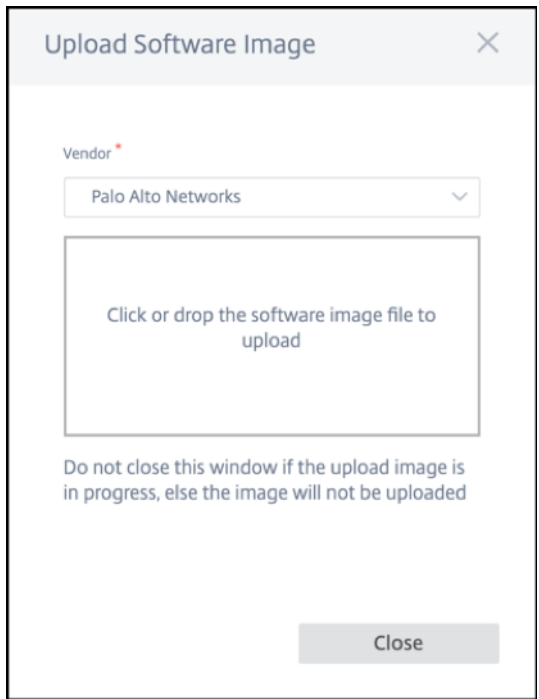 Upload Software Image
Vendor *
Palo Alto Networks
Click or drop the software image file to
upload
Do not close this window if the upload image is
in progress, else the image will not be uploaded
Close